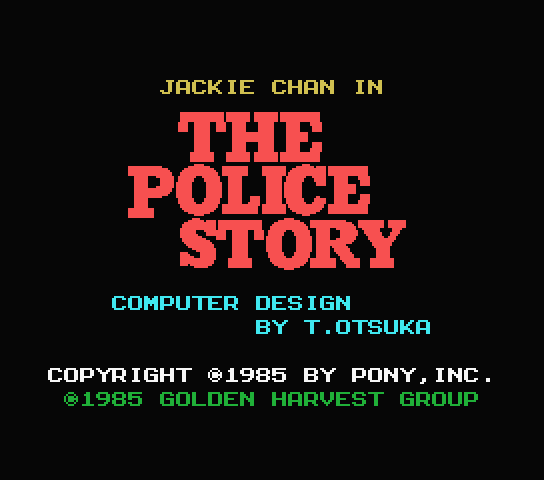 JACKIE CHAN IN
THE
POLICE
STORY
COMPUTER DESIGN
BY T.OTSUKA
COPYRIGHT ©1985 BY PONY,INC.
©1985 GOLDEN HARVEST GROUP